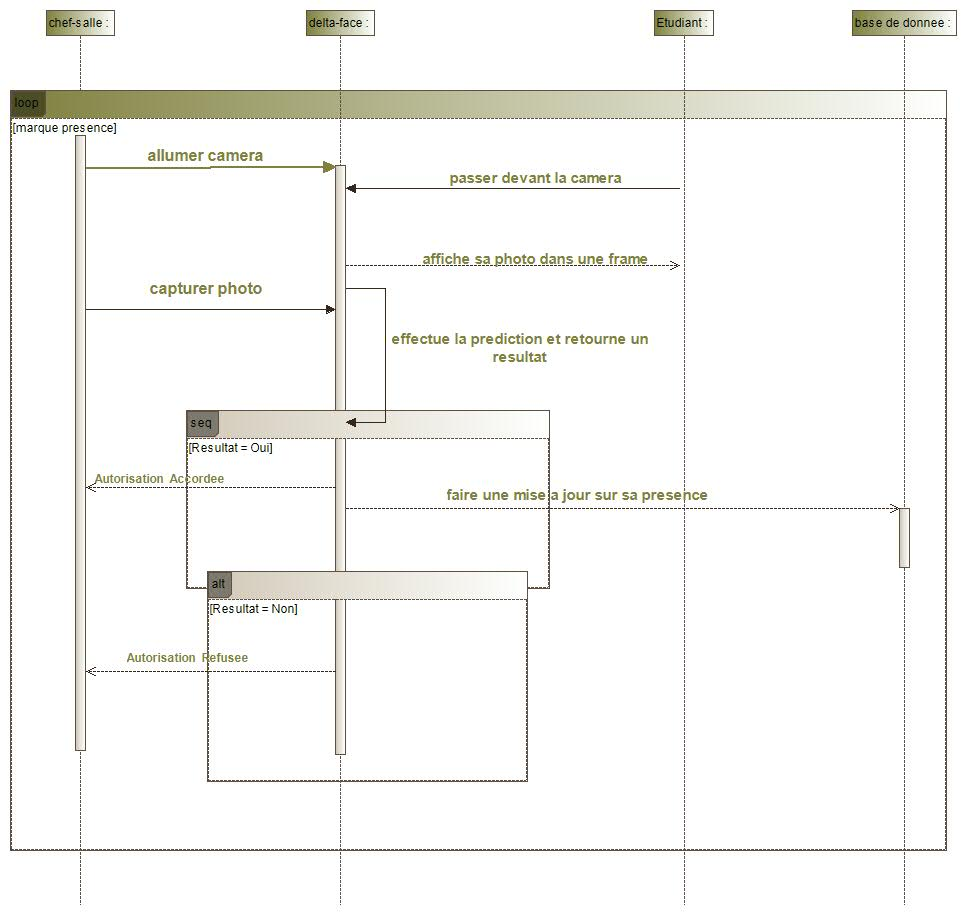 chef-salle :
delta-face :
Etudiant :
base de donnee :
loop
[marque presence]
allumer camera
passer devant la camera
affiche sa photo dans une frame
capturer photo
effectue la prediction et retourne un
resultat
seq
[Resultat = Oui]
Autorisation Accordee
faire une mise a jour sur sa presence
alt
[Resultat = Non]
Autorisation Refusee